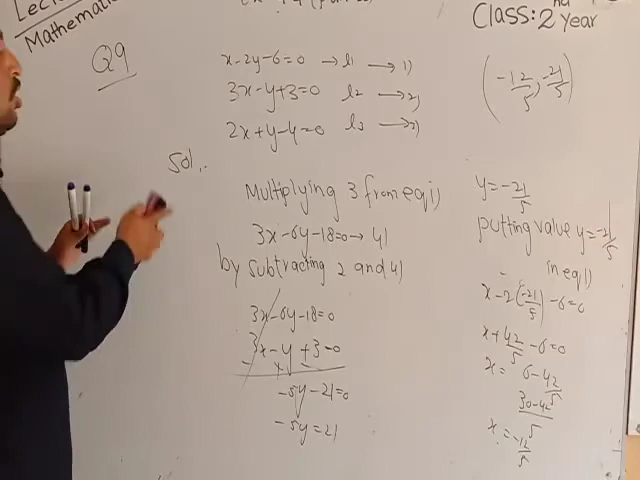 Mathema
Class: 2nd year
Q9
x-2y-6=0 → l1 → 1)
3x-y+3=0 l2 → 2)
2x+y-4=0 l3 → 3)
(-12/5, -21/5)
Sol..
Multiplying 3 from eq 1)
3x-6y-18=0 → 4)
by subtracting 2 and 4)
3x-6y-18=0
3x-y+3=0
- + -
-5y-21=0
-5y=21
y=-21/5
putting value y=-21/5
in eq 1)
x-2(-21/5)-6=0
x+42/5-6=0
x=6-42/5
30-42/5
x=-12/5